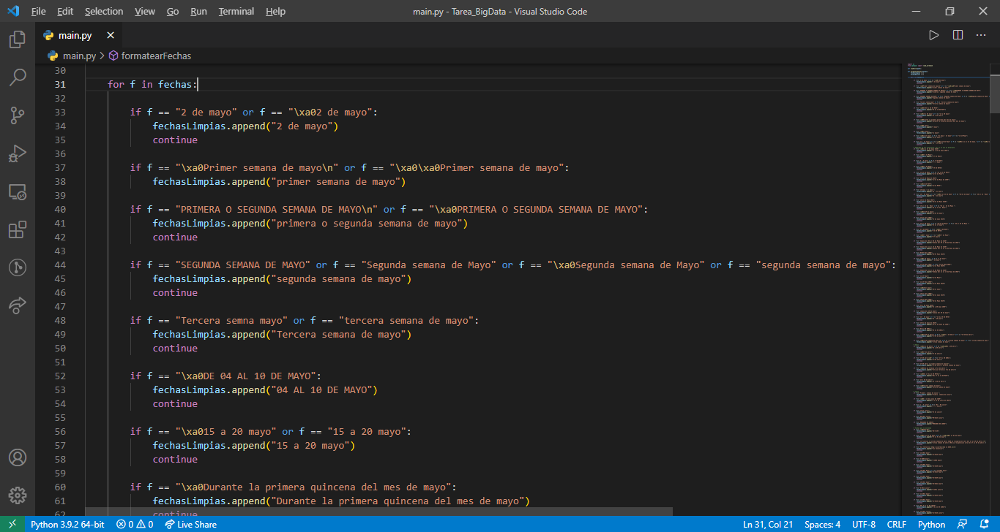 File Edit Selection View Go Run Terminal Help main.py - Tarea_BigData - Visual Studio Code
main.py
main.py > formatearFechas
30
31 for f in fechas:
32
33 if f == "2 de mayo" or f == "\xa02 de mayo":
34 fechasLimpias.append("2 de mayo")
35 continue
36
37 if f == "\xa0Primer semana de mayo\n" or f == "\xa0\xa0Primer semana de mayo":
38 fechasLimpias.append("primer semana de mayo")
39
40 if f == "PRIMERA O SEGUNDA SEMANA DE MAYO\n" or f == "\xa0PRIMERA O SEGUNDA SEMANA DE MAYO":
41 fechasLimpias.append("primera o segunda semana de mayo")
42 continue
43
44 if f == "SEGUNDA SEMANA DE MAYO" or f == "Segunda semana de Mayo" or f == "\xa0Segunda semana de Mayo" or f == "segunda semana de mayo":
45 fechasLimpias.append("segunda semana de mayo")
46 continue
47
48 if f == "Tercera semna mayo" or f == "tercera semana de mayo":
49 fechasLimpias.append("Tercera semana de mayo")
50 continue
51
52 if f == "\xa0DE 04 AL 10 DE MAYO":
53 fechasLimpias.append("04 AL 10 DE MAYO")
54 continue
55
56 if f == "\xa015 a 20 mayo" or f == "15 a 20 mayo":
57 fechasLimpias.append("15 a 20 mayo")
58 continue
59
60 if f == "\xa0Durante la primera quincena del mes de mayo":
61 fechasLimpias.append("Durante la primera quincena del mes de mayo")
62 continue
Python 3.9.2 64-bit 0 0 Live Share Ln 31, Col 21 Spaces: 4 UTF-8 CRLF Python